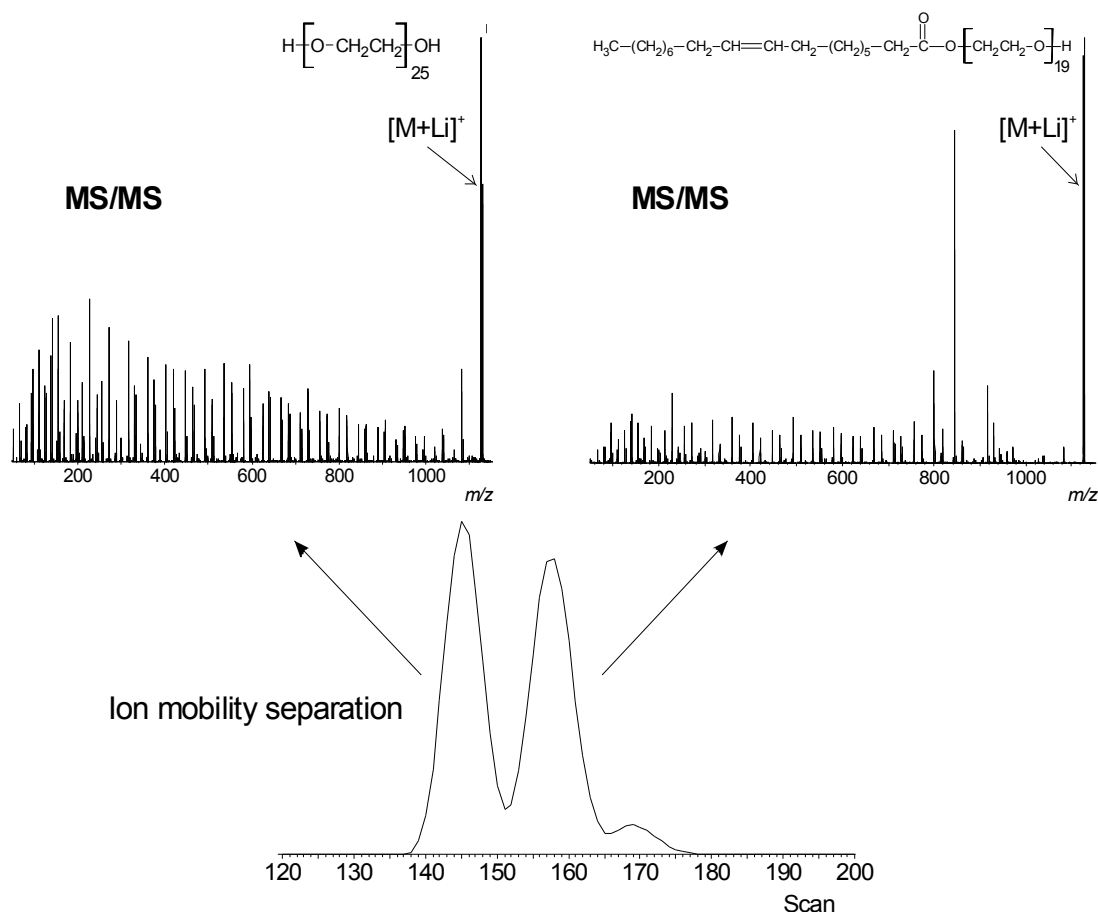 H-[-O-CH2CH2-]-OH
25
[M+Li]+
MS/MS
200 400 600 800 1000
m/z
O
H3C-(CH2)6-CH2-CH=CH-CH2-(CH2)5-CH2-C-O-[-CH2CH2-O-]-H
19
[M+Li]+
MS/MS
200 400 600 800 1000
m/z
Ion mobility separation
120 130 140 150 160 170 180 190 200
Scan